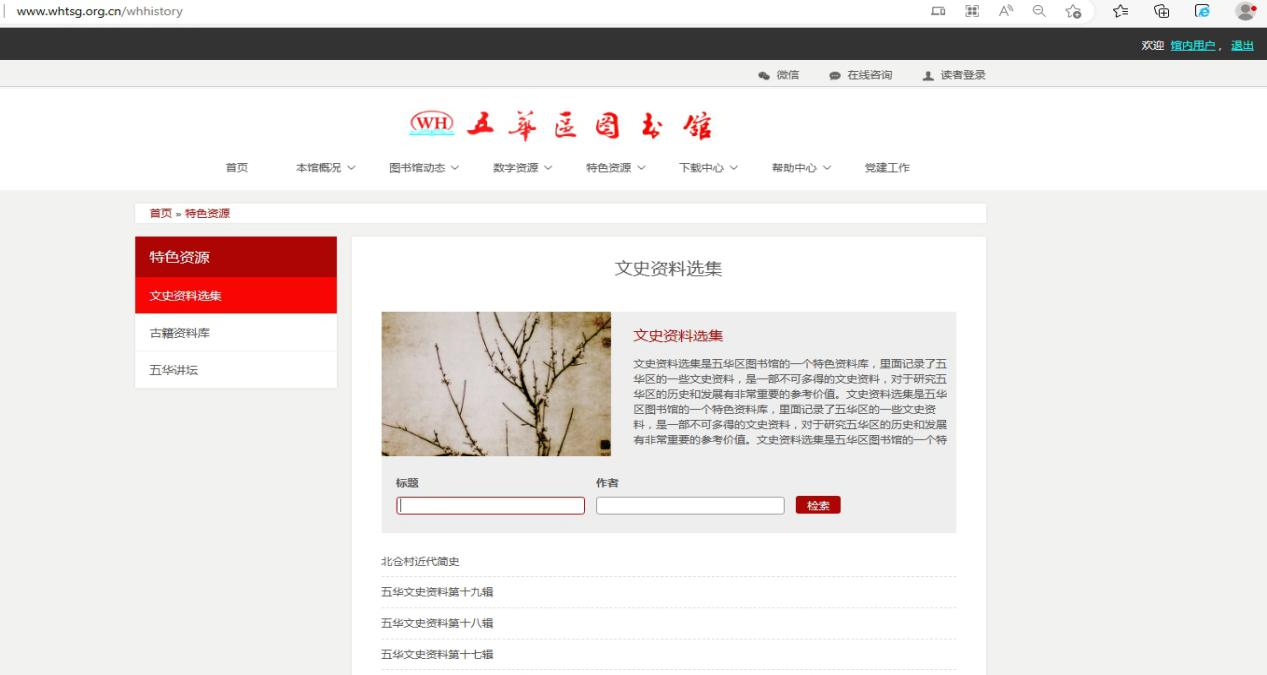 www.whtsg.org.cn/whhistory
欢迎 馆内用户， 退出
微信 在线咨询 读者登录
WH 五華区图书馆
首页 本馆概况 图书馆动态 数字资源 特色资源 下载中心 帮助中心 党建工作
首页 » 特色资源
特色资源
文史资料选集
古籍资料库
五华讲坛
文史资料选集
文史资料选集
文史资料选集是五华区图书馆的一个特色资料库，里面记录了五
华区的一些文史资料，是一部不可多得的文史资料，对于研究五
华区的历史和发展有非常重要的参考价值。文史资料选集是五华
区图书馆的一个特色资料库，里面记录了五华区的一些文史资
料，是一部不可多得的文史资料，对于研究五华区的历史和发展
有非常重要的参考价值。文史资料选集是五华区图书馆的一个特
标题 作者
检索
北仓村近代简史
五华文史资料第十九辑
五华文史资料第十八辑
五华文史资料第十七辑